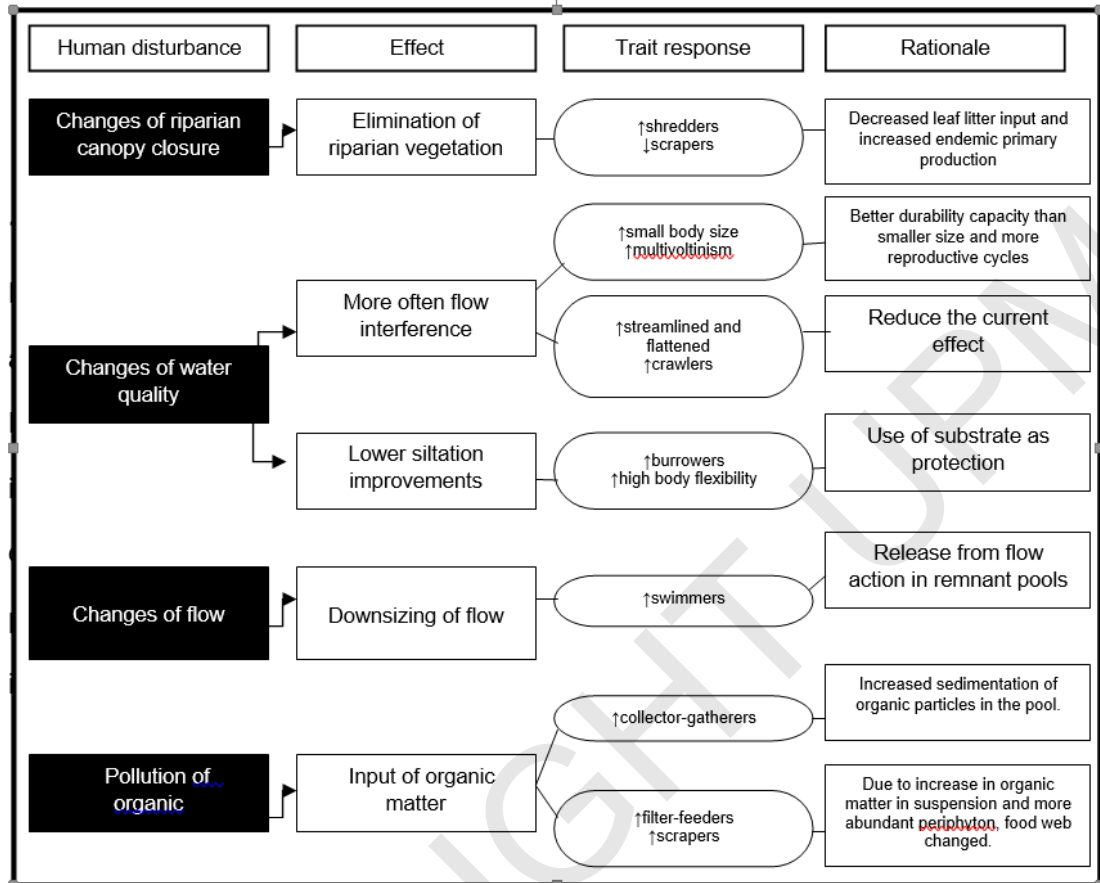 Human disturbance
Effect
Trait response
Rationale
Changes of riparian
canopy closure
Elimination of
riparian vegetation
↑shredders
↓scrapers
Decreased leaf litter input and
increased endemic primary
production
Changes of water
quality
More often flow
interference
↑small body size
↑multivoltinism
Better durability capacity than
smaller size and more
reproductive cycles
↑streamlined and
flattened
↑crawlers
Reduce the current
effect
Lower siltation
improvements
↑burrowers
↑high body flexibility
Use of substrate as
protection
Changes of flow
Downsizing of flow
↑swimmers
Release from flow
action in remnant pools
Pollution of
organic
Input of organic
matter
↑collector-gatherers
Increased sedimentation of
organic particles in the pool.
↑filter-feeders
↑scrapers
Due to increase in organic
matter in suspension and more
abundant periphyton, food web
changed.
IGHT UPM